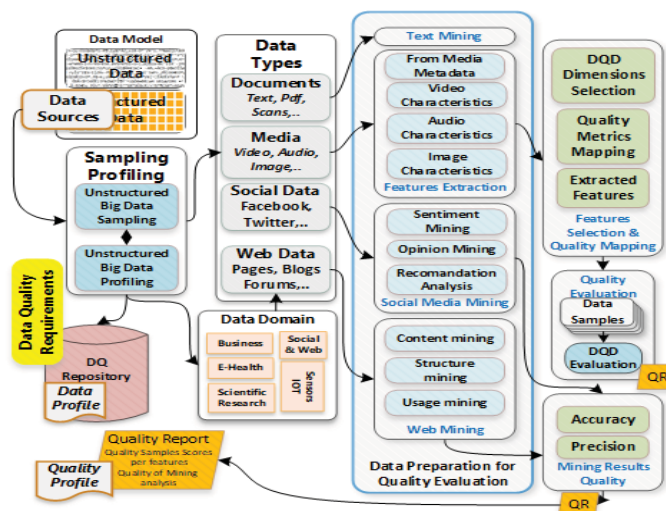 Data Model
Unstructured
Data
Data
Sources
Data
Sampling
Profiling
Unstructured
Big Data
Sampling
Unstructured
Big Data
Profiling
Data Quality
Requirements
DQ
Repository
Data
Profile
Data
Types
Documents
Text, Pdf,
Scans,..
Media
Video, Audio,
Image,..
Social Data
Facebook,
Twitter,..
Web Data
Pages, Blogs
Forums,..
Data Domain
Business
Social
& Web
E-Health
Scientific
Research
Sensors
IOT
Text Mining
From Media
Metadata
Video
Characteristics
Audio
Characteristics
Image
Characteristics
Features Extraction
Sentiment
Mining
Opinion Mining
Recomandation
Analysis
Social Media Mining
Content mining
Structure
mining
Usage mining
Web Mining
Data Preparation for
Quality Evaluation
DQD
Dimensions
Selection
Quality
Metrics
Mapping
Extracted
Features
Features
Selection &
Quality Mapping
Quality
Evaluation
Data
Samples
DQD
Evaluation
QR
Accuracy
Precision
Mining Results
Quality
QR
Quality Report
Quality Samples Scores
per features
Quality of Mining
analysis
Quality
Profile